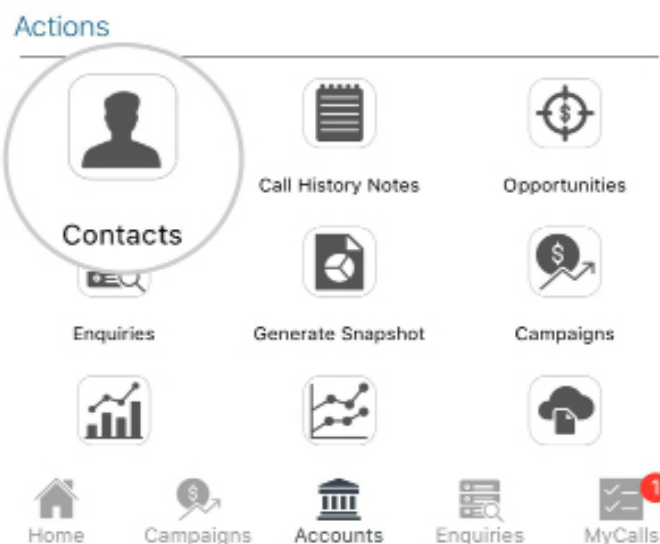 Actions
Contacts
Call History Notes
Opportunities
Enquiries
Generate Snapshot
Campaigns
Home
Campaigns
Accounts
Enquiries
MyCalls
1